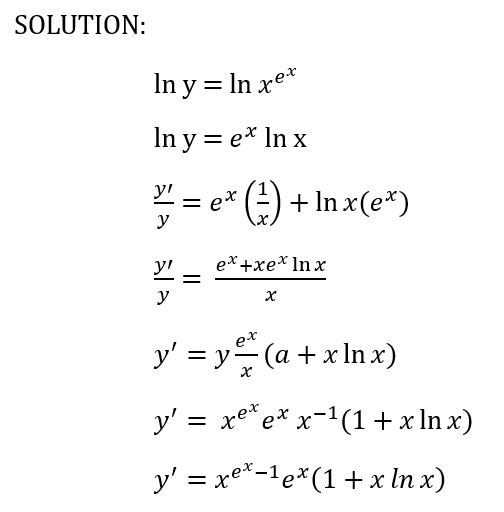 SOLUTION:
ln y = ln x^{e^x}
ln y = e^x ln x
y′/y = e^x (1/x) + ln x(e^x)
y′/y = (e^x + xe^x ln x)/x
y′ = y e^x/x (a + x ln x)
y′ = x^{e^x} e^x x^{−1}(1 + x ln x)
y′ = x^{e^x−1} e^x(1 + x ln x)